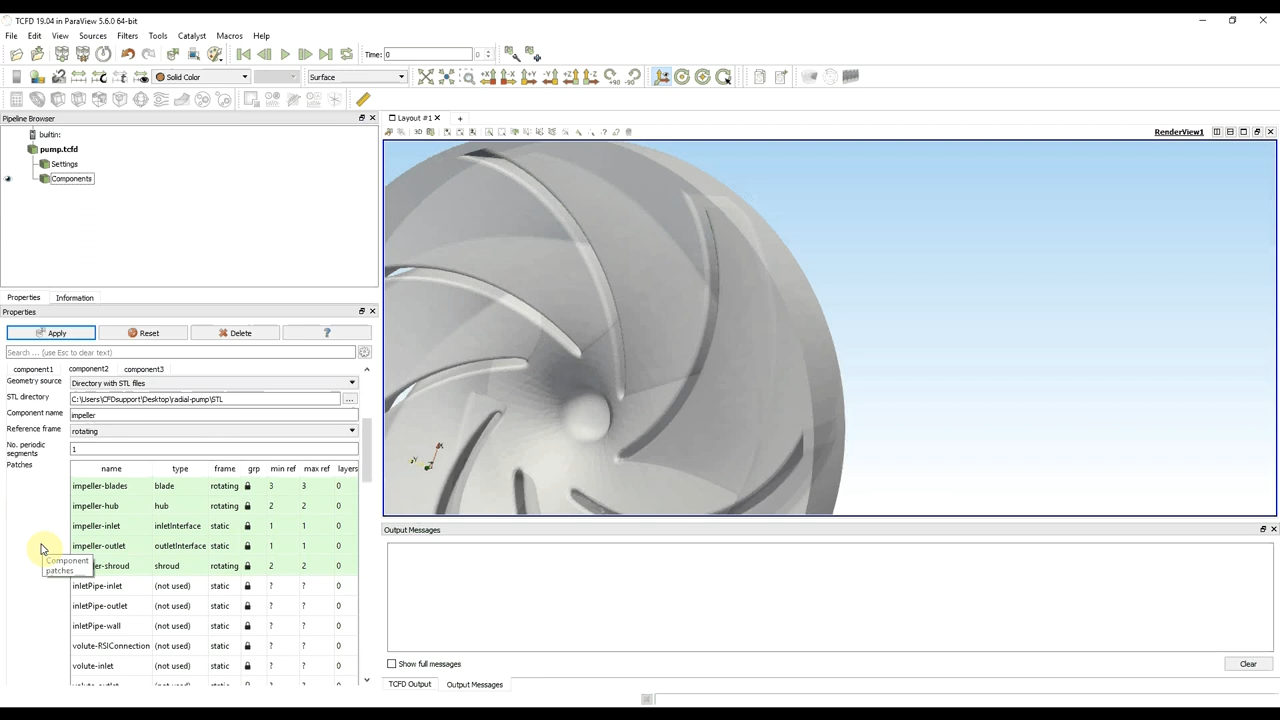 TCFD 19.04 in ParaView 5.6.0 64-bit
File Edit View Sources Filters Tools Catalyst Macros Help
Time: 0 0
Solid Color Surface
+X -X +Y -Y +Z -Z +90 -90
Pipeline Browser
Layout #1 +
3D RenderView1
builtin:
pump.tcfd
Settings
Components
Properties Information
Properties
Apply Reset Delete ?
Search ... (use Esc to clear text)
component1 component2 component3
Geometry source Directory with STL files
STL directory C:\Users\CFDsupport\Desktop\radial-pump\STL ...
Component name impeller
Reference frame rotating
No. periodic segments 1
Patches name type frame grp min ref max ref layers
impeller-blades blade rotating 3 3 0
impeller-hub hub rotating 2 2 0
impeller-inlet inletInterface static 1 1 0
impeller-outlet outletInterface static 1 1 0
ler-shroud shroud rotating 2 2 0
Component patches
inletPipe-inlet (not used) static ? ? 0
inletPipe-outlet (not used) static ? ? 0
inletPipe-wall (not used) static ? ? 0
volute-RSIConnection (not used) static ? ? 0
volute-inlet (not used) static ? ? 0
Output Messages
Show full messages
Clear
TCFD Output Output Messages